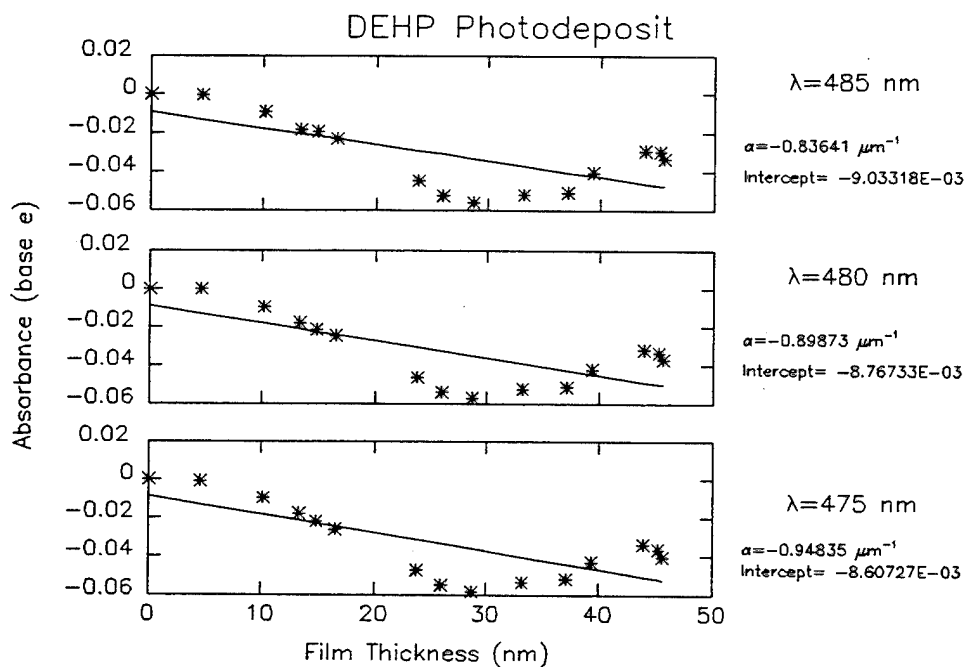 DEHP Photodeposit
0.02
0
−0.02
−0.04
−0.06
λ=485 nm
α=−0.83641 μm⁻¹
Intercept= −9.03318E−03
0.02
0
−0.02
−0.04
−0.06
λ=480 nm
α=−0.89873 μm⁻¹
Intercept= −8.76733E−03
0.02
0
−0.02
−0.04
−0.06
λ=475 nm
α=−0.94835 μm⁻¹
Intercept= −8.60727E−03
0 10 20 30 40 50
Film Thickness (nm)
Absorbance (base e)